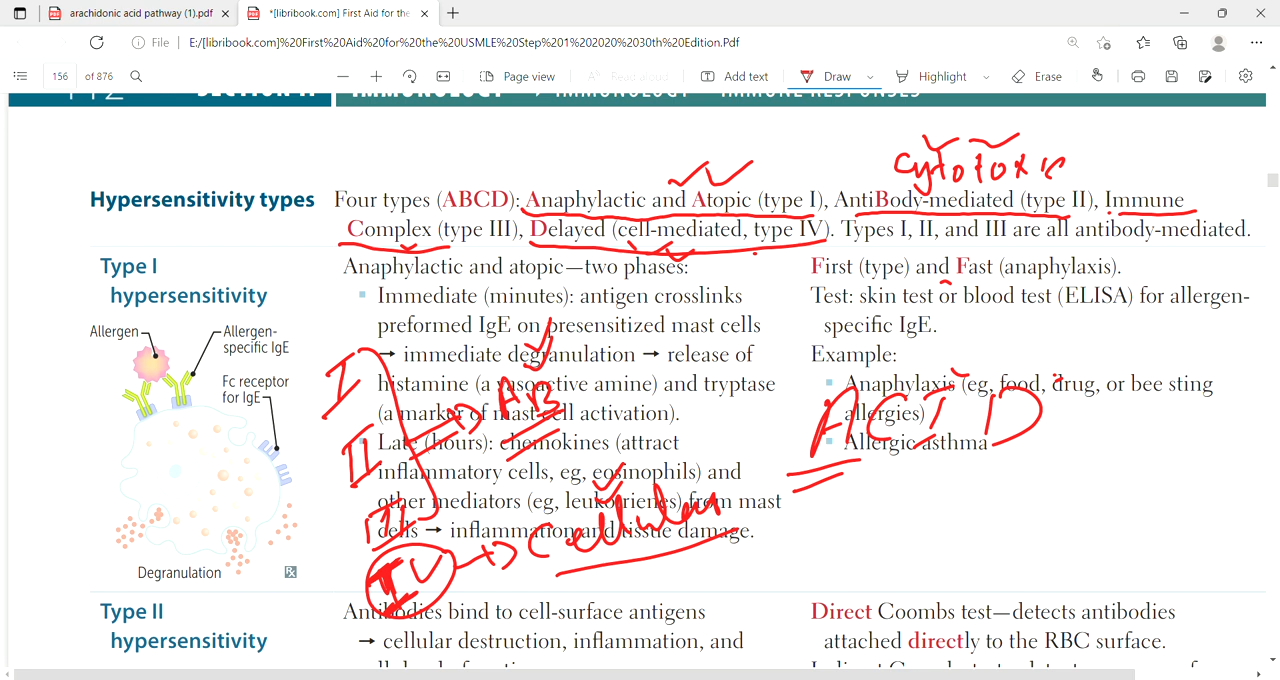 arachidonic acid pathway (1).pdf
*[libribook.com] First Aid for the
File
E:/[libribook.com]%20First%20Aid%20for%20the%20USMLE%20Step%201%202020%2030th%20Edition.Pdf
156 of 876
Page view
Read aloud
Add text
Draw
Highlight
Erase
cytotoxic
Hypersensitivity types
Four types (ABCD): Anaphylactic and Atopic (type I), AntiBody-mediated (type II), Immune
Complex (type III), Delayed (cell-mediated, type IV). Types I, II, and III are all antibody-mediated.
Type I
hypersensitivity
Allergen
Allergen-
specific IgE
Fc receptor
for IgE
Degranulation
Rx
Anaphylactic and atopic—two phases:
Immediate (minutes): antigen crosslinks
preformed IgE on presensitized mast cells
→ immediate degranulation → release of
histamine (a vasoactive amine) and tryptase
(a marker of mast cell activation).
Late (hours): chemokines (attract
inflammatory cells, eg, eosinophils) and
other mediators (eg, leukotrienes) from mast
cells → inflammation and tissue damage.
First (type) and Fast (anaphylaxis).
Test: skin test or blood test (ELISA) for allergen-
specific IgE.
Example:
Anaphylaxis (eg, food, drug, or bee sting
allergies)
Allergic asthma
I
II
AB
IV
Cellular
ACID
Type II
hypersensitivity
Antibodies bind to cell-surface antigens
→ cellular destruction, inflammation, and
Direct Coombs test—detects antibodies
attached directly to the RBC surface.